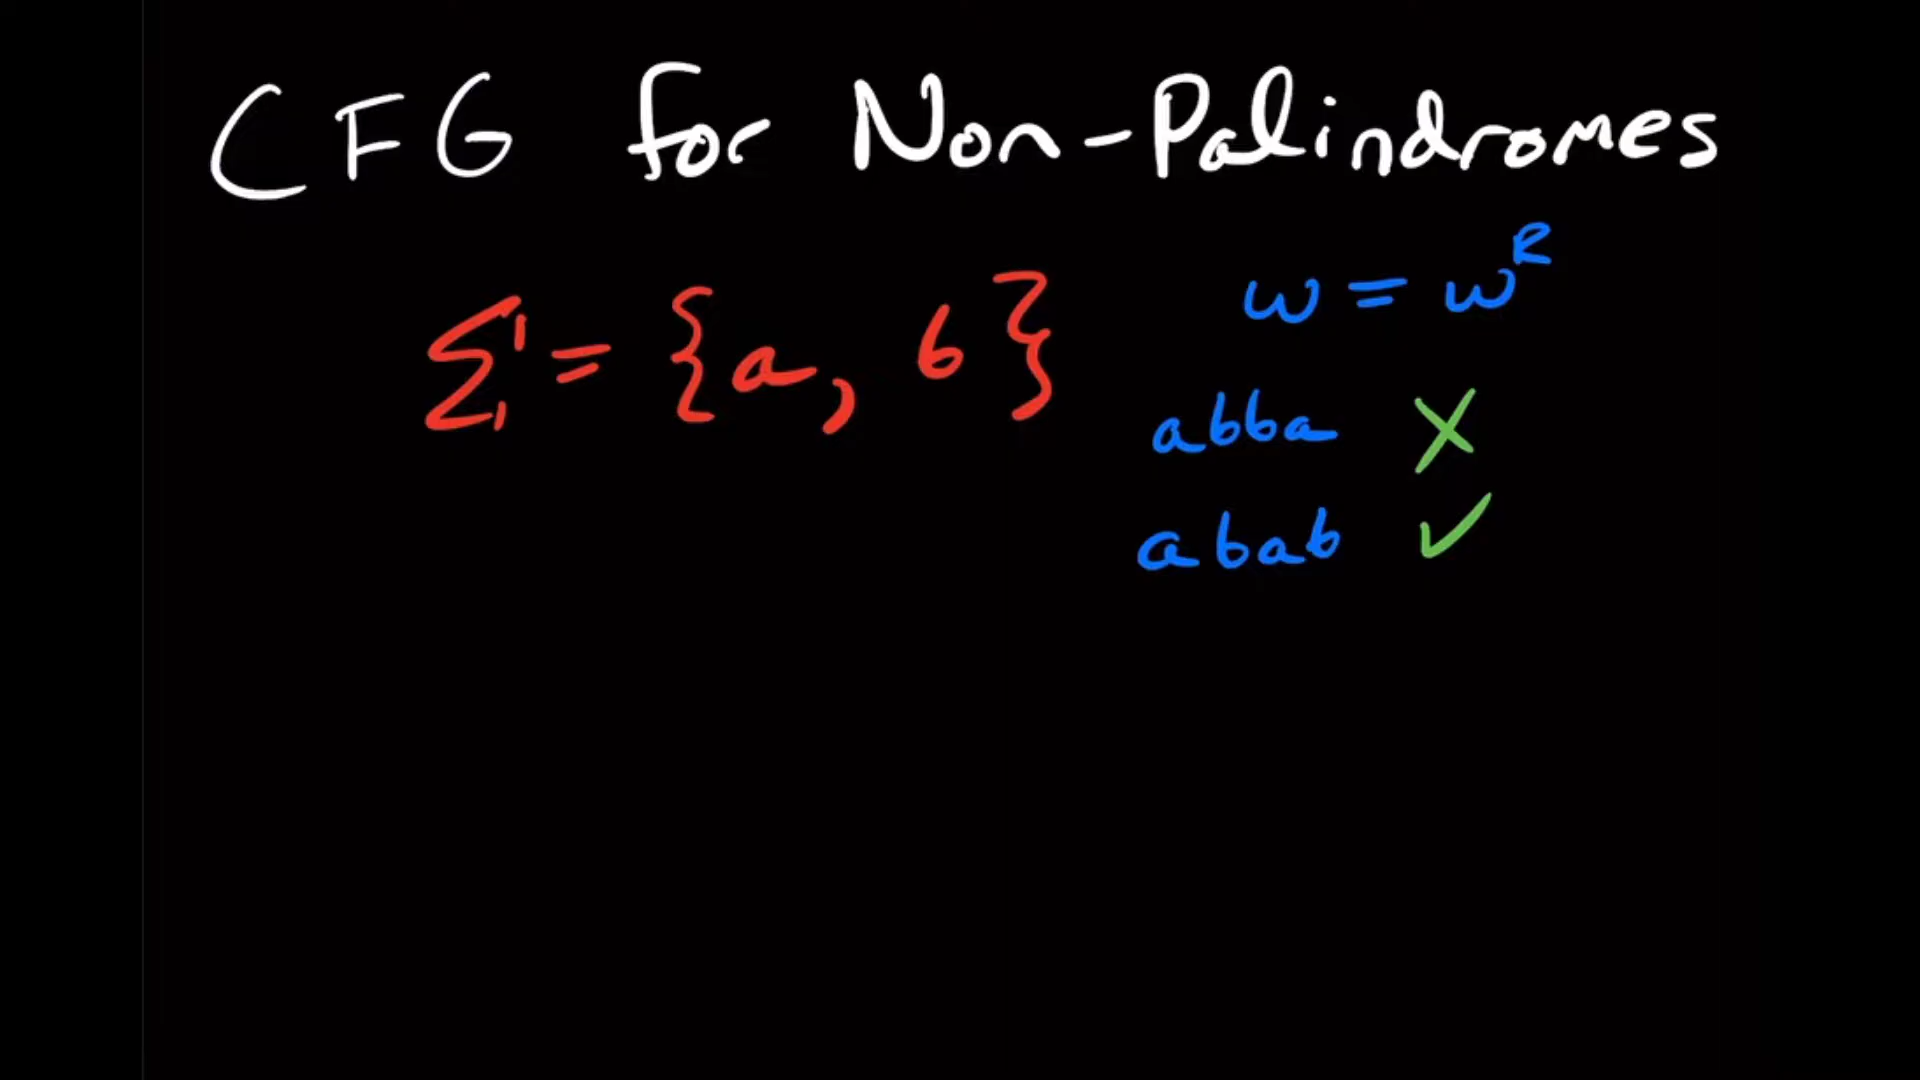 CFG for Non-Palindromes
Σ = {a, b}
w = w^R
abba ✗
abab ✓